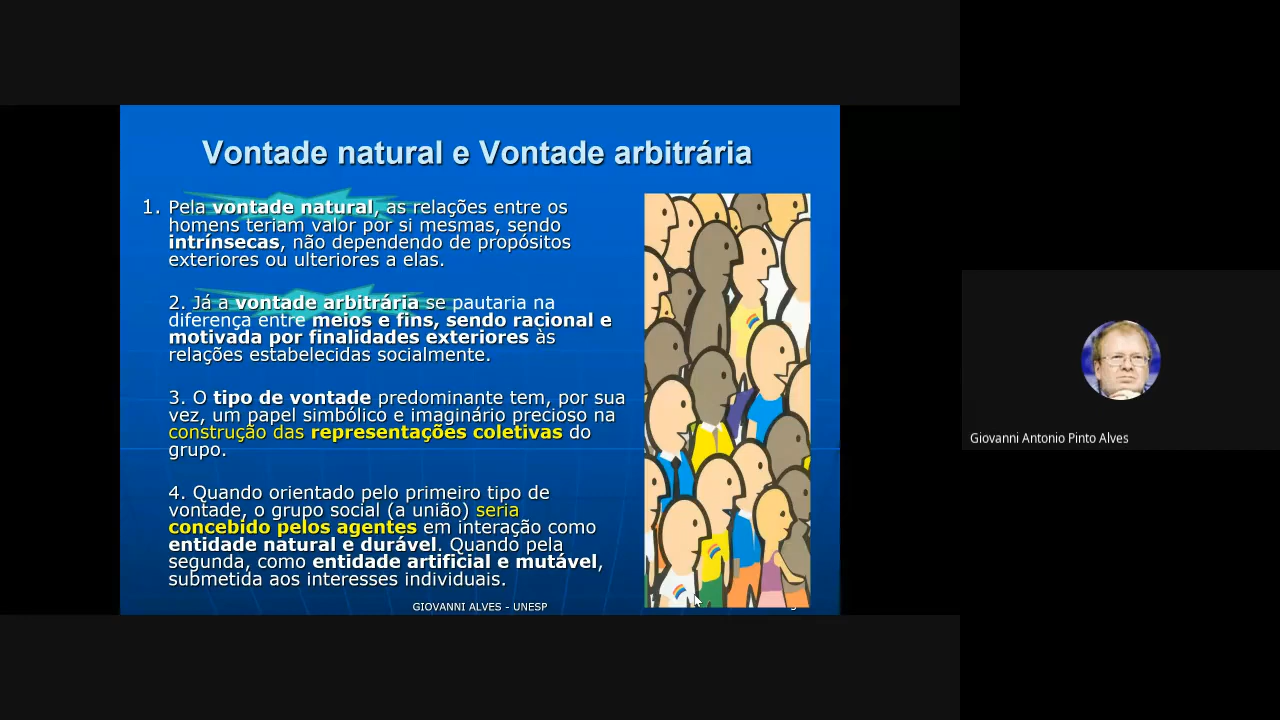 Vontade natural e Vontade arbitrária
1. Pela vontade natural, as relações entre os
homens teriam valor por si mesmas, sendo
intrínsecas, não dependendo de propósitos
exteriores ou ulteriores a elas.
2. Já a vontade arbitrária se pautaria na
diferença entre meios e fins, sendo racional e
motivada por finalidades exteriores às
relações estabelecidas socialmente.
3. O tipo de vontade predominante tem, por sua
vez, um papel simbólico e imaginário precioso na
construção das representações coletivas do
grupo.
4. Quando orientado pelo primeiro tipo de
vontade, o grupo social (a união) seria
concebido pelos agentes em interação como
entidade natural e durável. Quando pela
segunda, como entidade artificial e mutável,
submetida aos interesses individuais.
GIOVANNI ALVES - UNESP
Giovanni Antonio Pinto Alves